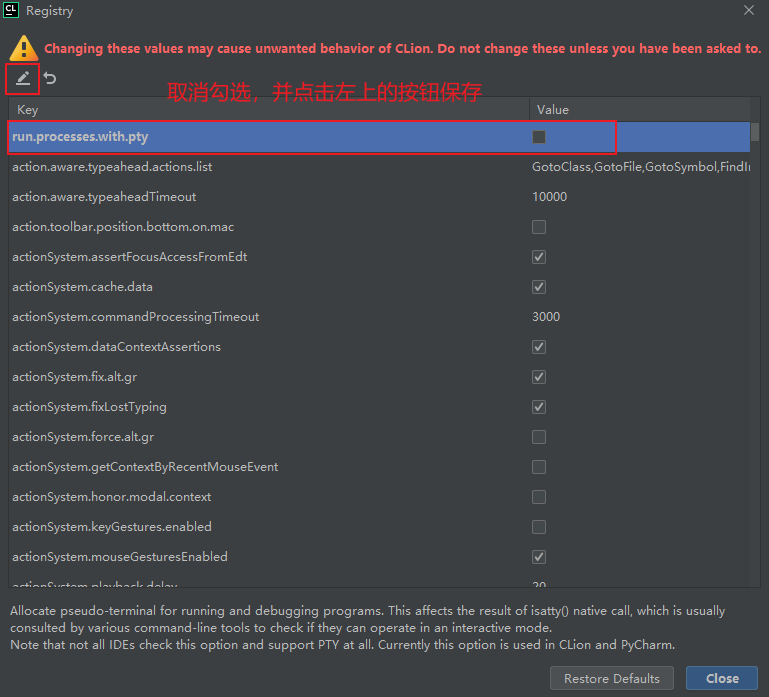 CL
Registry
Changing these values may cause unwanted behavior of CLion. Do not change these unless you have been asked to.
取消勾选，并点击左上的按钮保存
Key Value
run.processes.with.pty
action.aware.typeahead.actions.list GotoClass,GotoFile,GotoSymbol,FindIn
action.aware.typeaheadTimeout 10000
action.toolbar.position.bottom.on.mac
actionSystem.assertFocusAccessFromEdt
actionSystem.cache.data
actionSystem.commandProcessingTimeout 3000
actionSystem.dataContextAssertions
actionSystem.fix.alt.gr
actionSystem.fixLostTyping
actionSystem.force.alt.gr
actionSystem.getContextByRecentMouseEvent
actionSystem.honor.modal.context
actionSystem.keyGestures.enabled
actionSystem.mouseGesturesEnabled
actionSystem.playback.delay 20
Allocate pseudo-terminal for running and debugging programs. This affects the result of isatty() native call, which is usually
consulted by various command-line tools to check if they can operate in an interactive mode.
Note that not all IDEs check this option and support PTY at all. Currently this option is used in CLion and PyCharm.
Restore Defaults Close